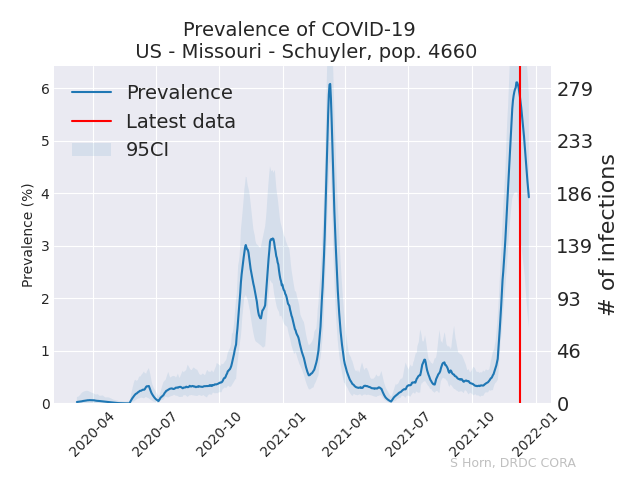 Prevalence of COVID-19
US - Missouri - Schuyler, pop. 4660
Prevalence
Latest data
95CI
Prevalence (%)
6
5
4
3
2
1
0
279
233
186
139
93
46
0
# of infections
2020-04
2020-07
2020-10
2021-01
2021-04
2021-07
2021-10
2022-01
S Horn, DRDC CORA